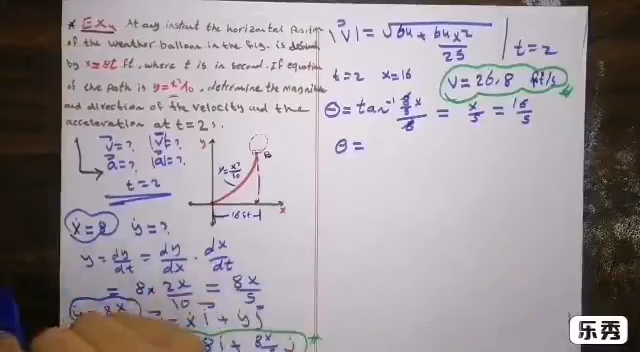 * Ex: At any instant the horizontal position
of the weather balloon in the fig. is defined
by x=8t ft, where t is in second. If equation
of the path is y=x²/10, determine the magnitude
and direction of the velocity and the
acceleration at t=2s.
v=? |v|=?
a=? |a|=?
t=2
y
B
y=x²/10
x
16ft
ẋ=8 ẏ=?
y=dy/dt = dy/dx . dx/dt
= 8 * 2x/10 = 8x/5
= ẋ i + ẏ j
8 i + 8x/5 j
|v|= √64 + 64x²/25 | t=2
t=2 x=16
v=26.8 ft/s
θ= tan⁻¹ = x/5 = 16/5
θ=
乐秀